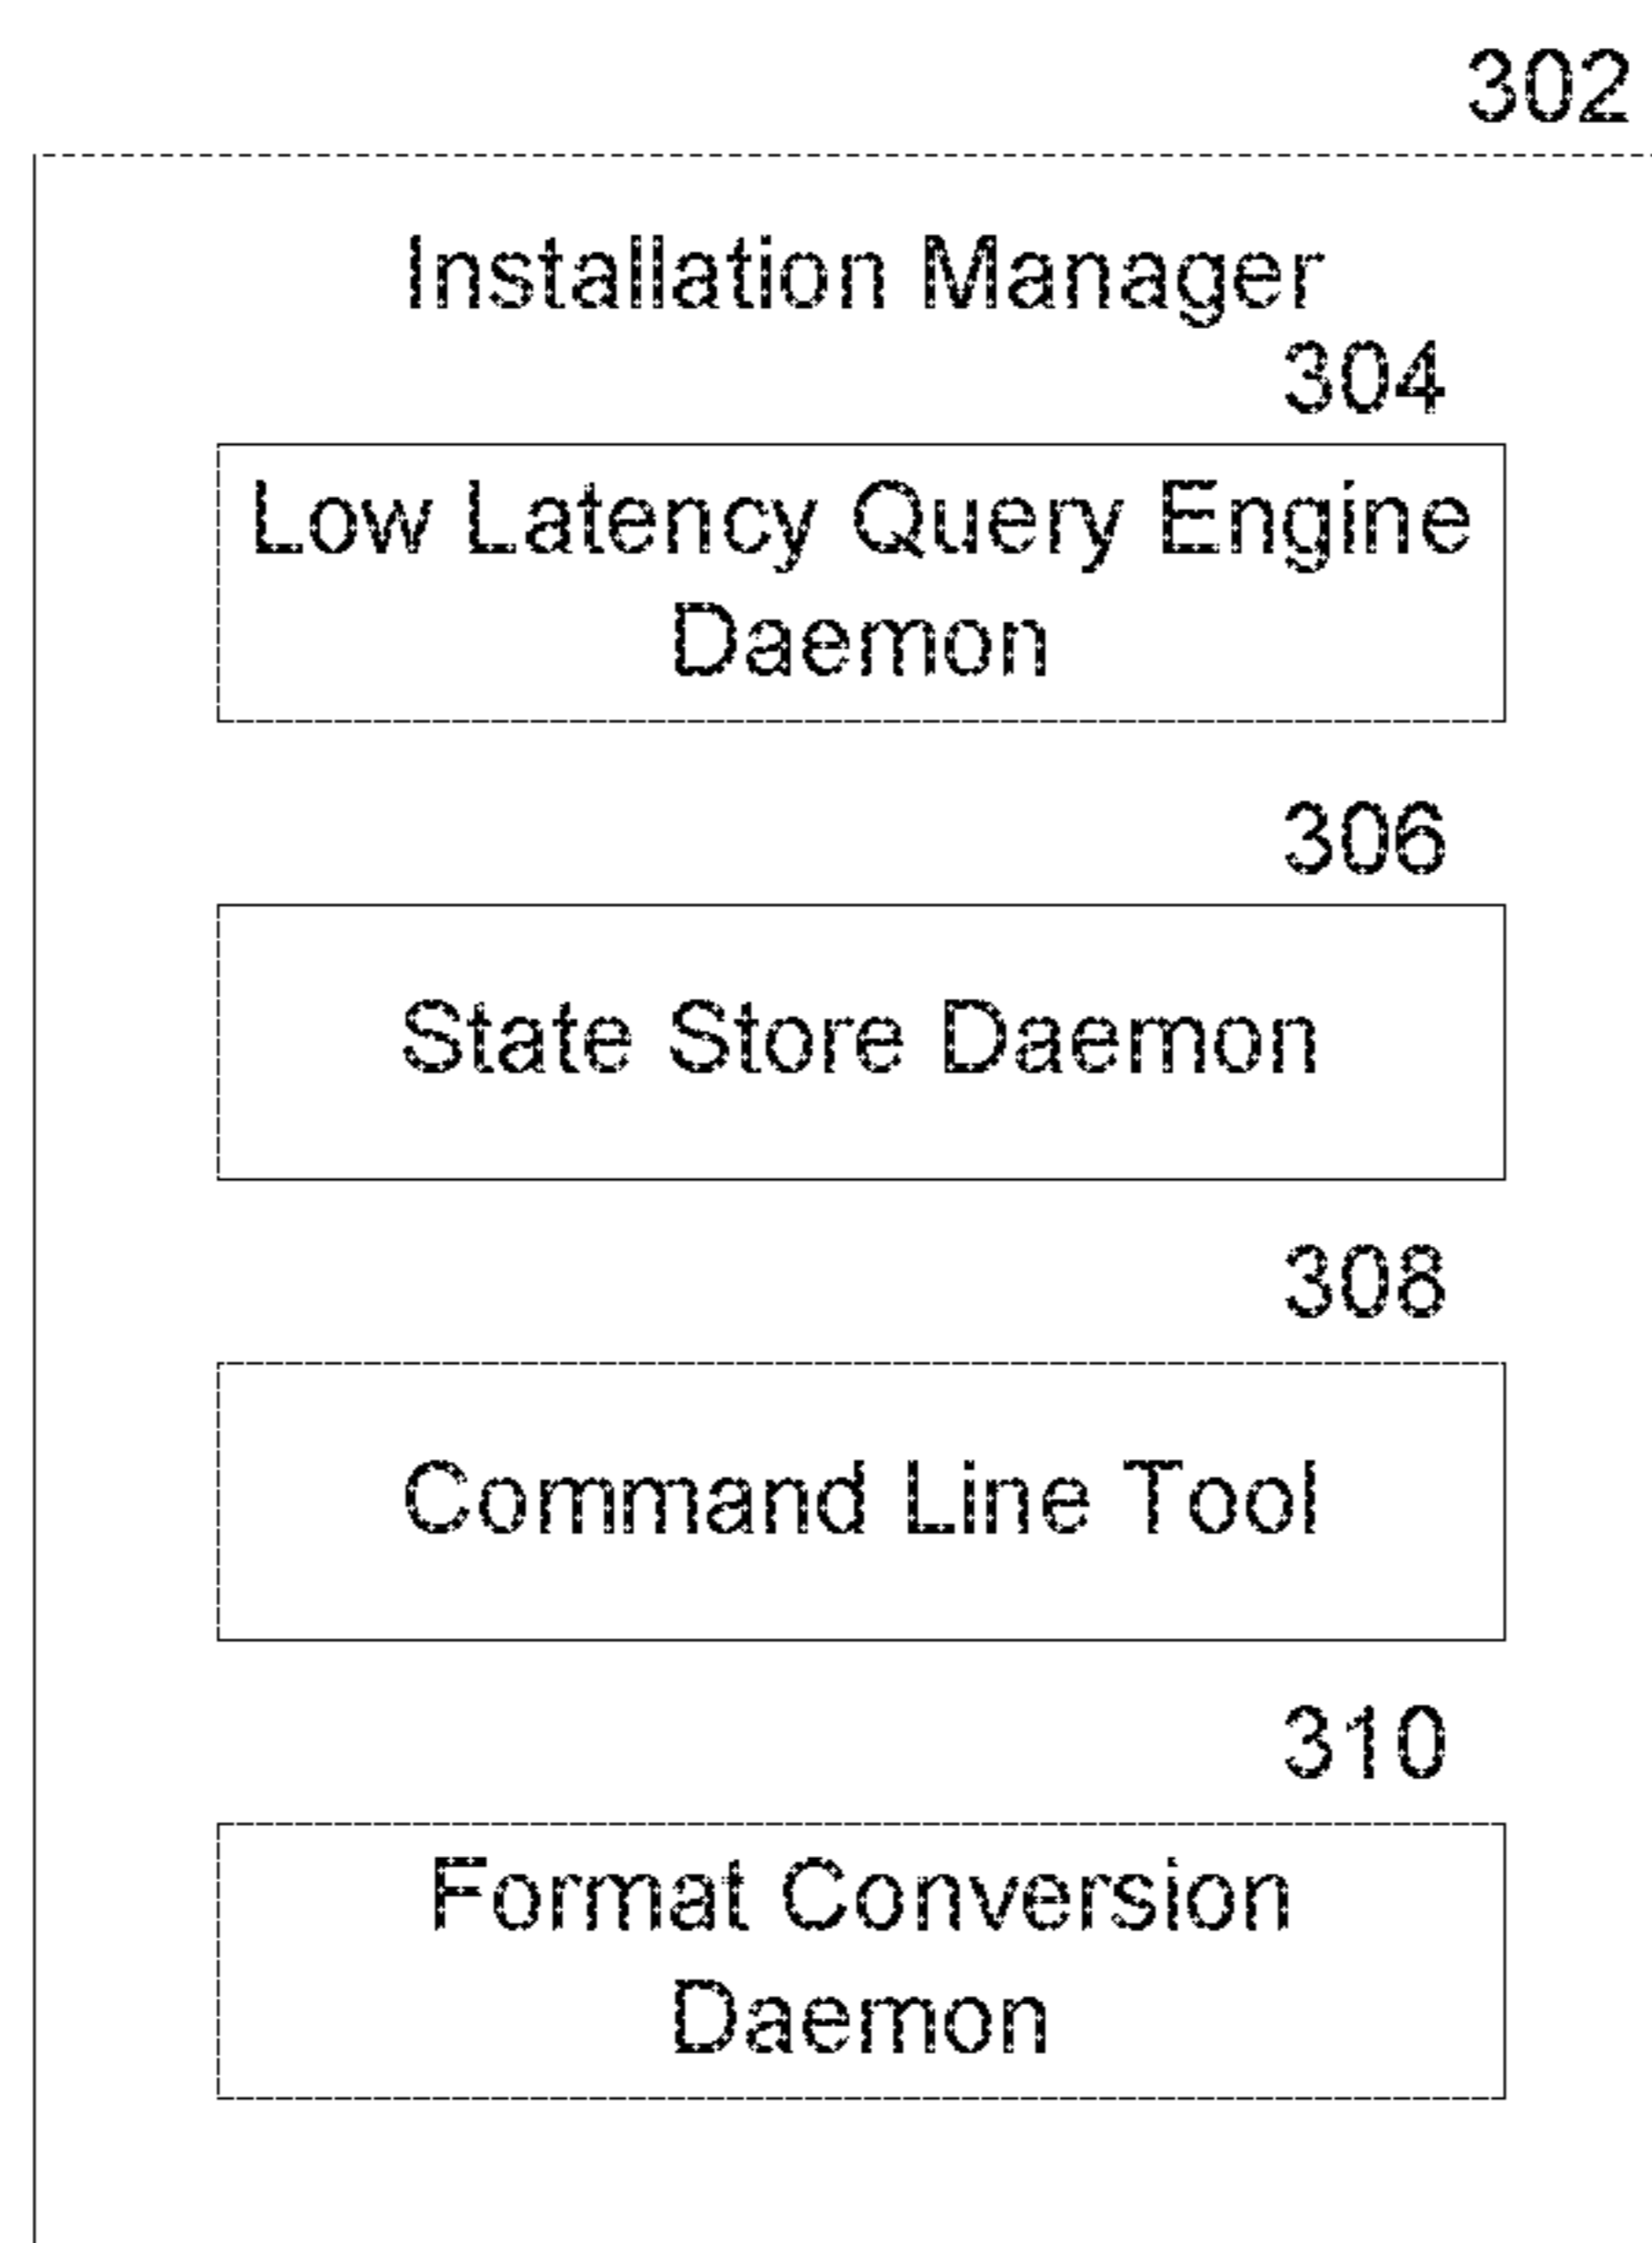 302
Installation Manager
304
Low Latency Query Engine
Daemon
306
State Store Daemon
308
Command Line Tool
310
Format Conversion
Daemon